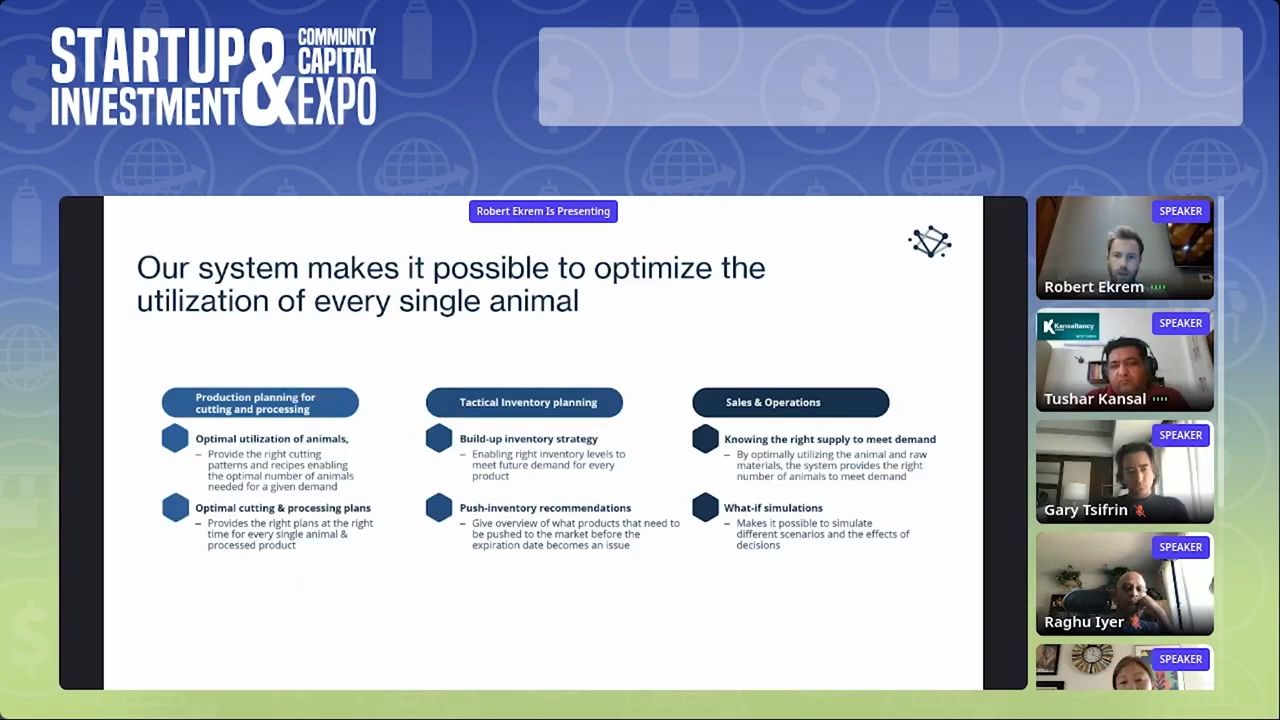 STARTUP & COMMUNITY
CAPITAL
INVESTMENT EXPO
Robert Ekrem Is Presenting
Our system makes it possible to optimize the
utilization of every single animal
Production planning for
cutting and processing
Optimal utilization of animals,
– Provide the right cutting
patterns and recipes enabling
the optimal number of animals
needed for a given demand
Optimal cutting & processing plans
– Provides the right plans at the right
time for every single animal &
processed product
Tactical Inventory planning
Build-up inventory strategy
– Enabling right inventory levels to
meet future demand for every
product
Push-inventory recommendations
– Give overview of what products that need to
be pushed to the market before the
expiration date becomes an issue
Sales & Operations
Knowing the right supply to meet demand
– By optimally utilizing the animal and raw
materials, the system provides the right
number of animals to meet demand
What-if simulations
– Makes it possible to simulate
different scenarios and the effects of
decisions
SPEAKER
Robert Ekrem
Kansaltancy
SPEAKER
Tushar Kansal
SPEAKER
Gary Tsifrin
SPEAKER
Raghu Iyer
SPEAKER